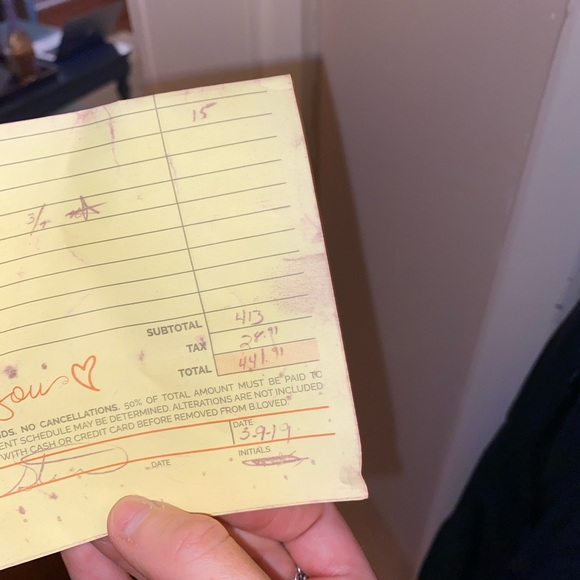 15
3/
SUBTOTAL 413
TAX 28.91
TOTAL 441.91
you
DS. NO CANCELLATIONS. 50% OF TOTAL AMOUNT MUST BE PAID TO
ENT SCHEDULE MAY BE DETERMINED. ALTERATIONS ARE NOT INCLUDED
WITH CASH OR CREDIT CARD BEFORE REMOVED FROM B.LOVED.
DATE
3.9.19
DATE INITIALS